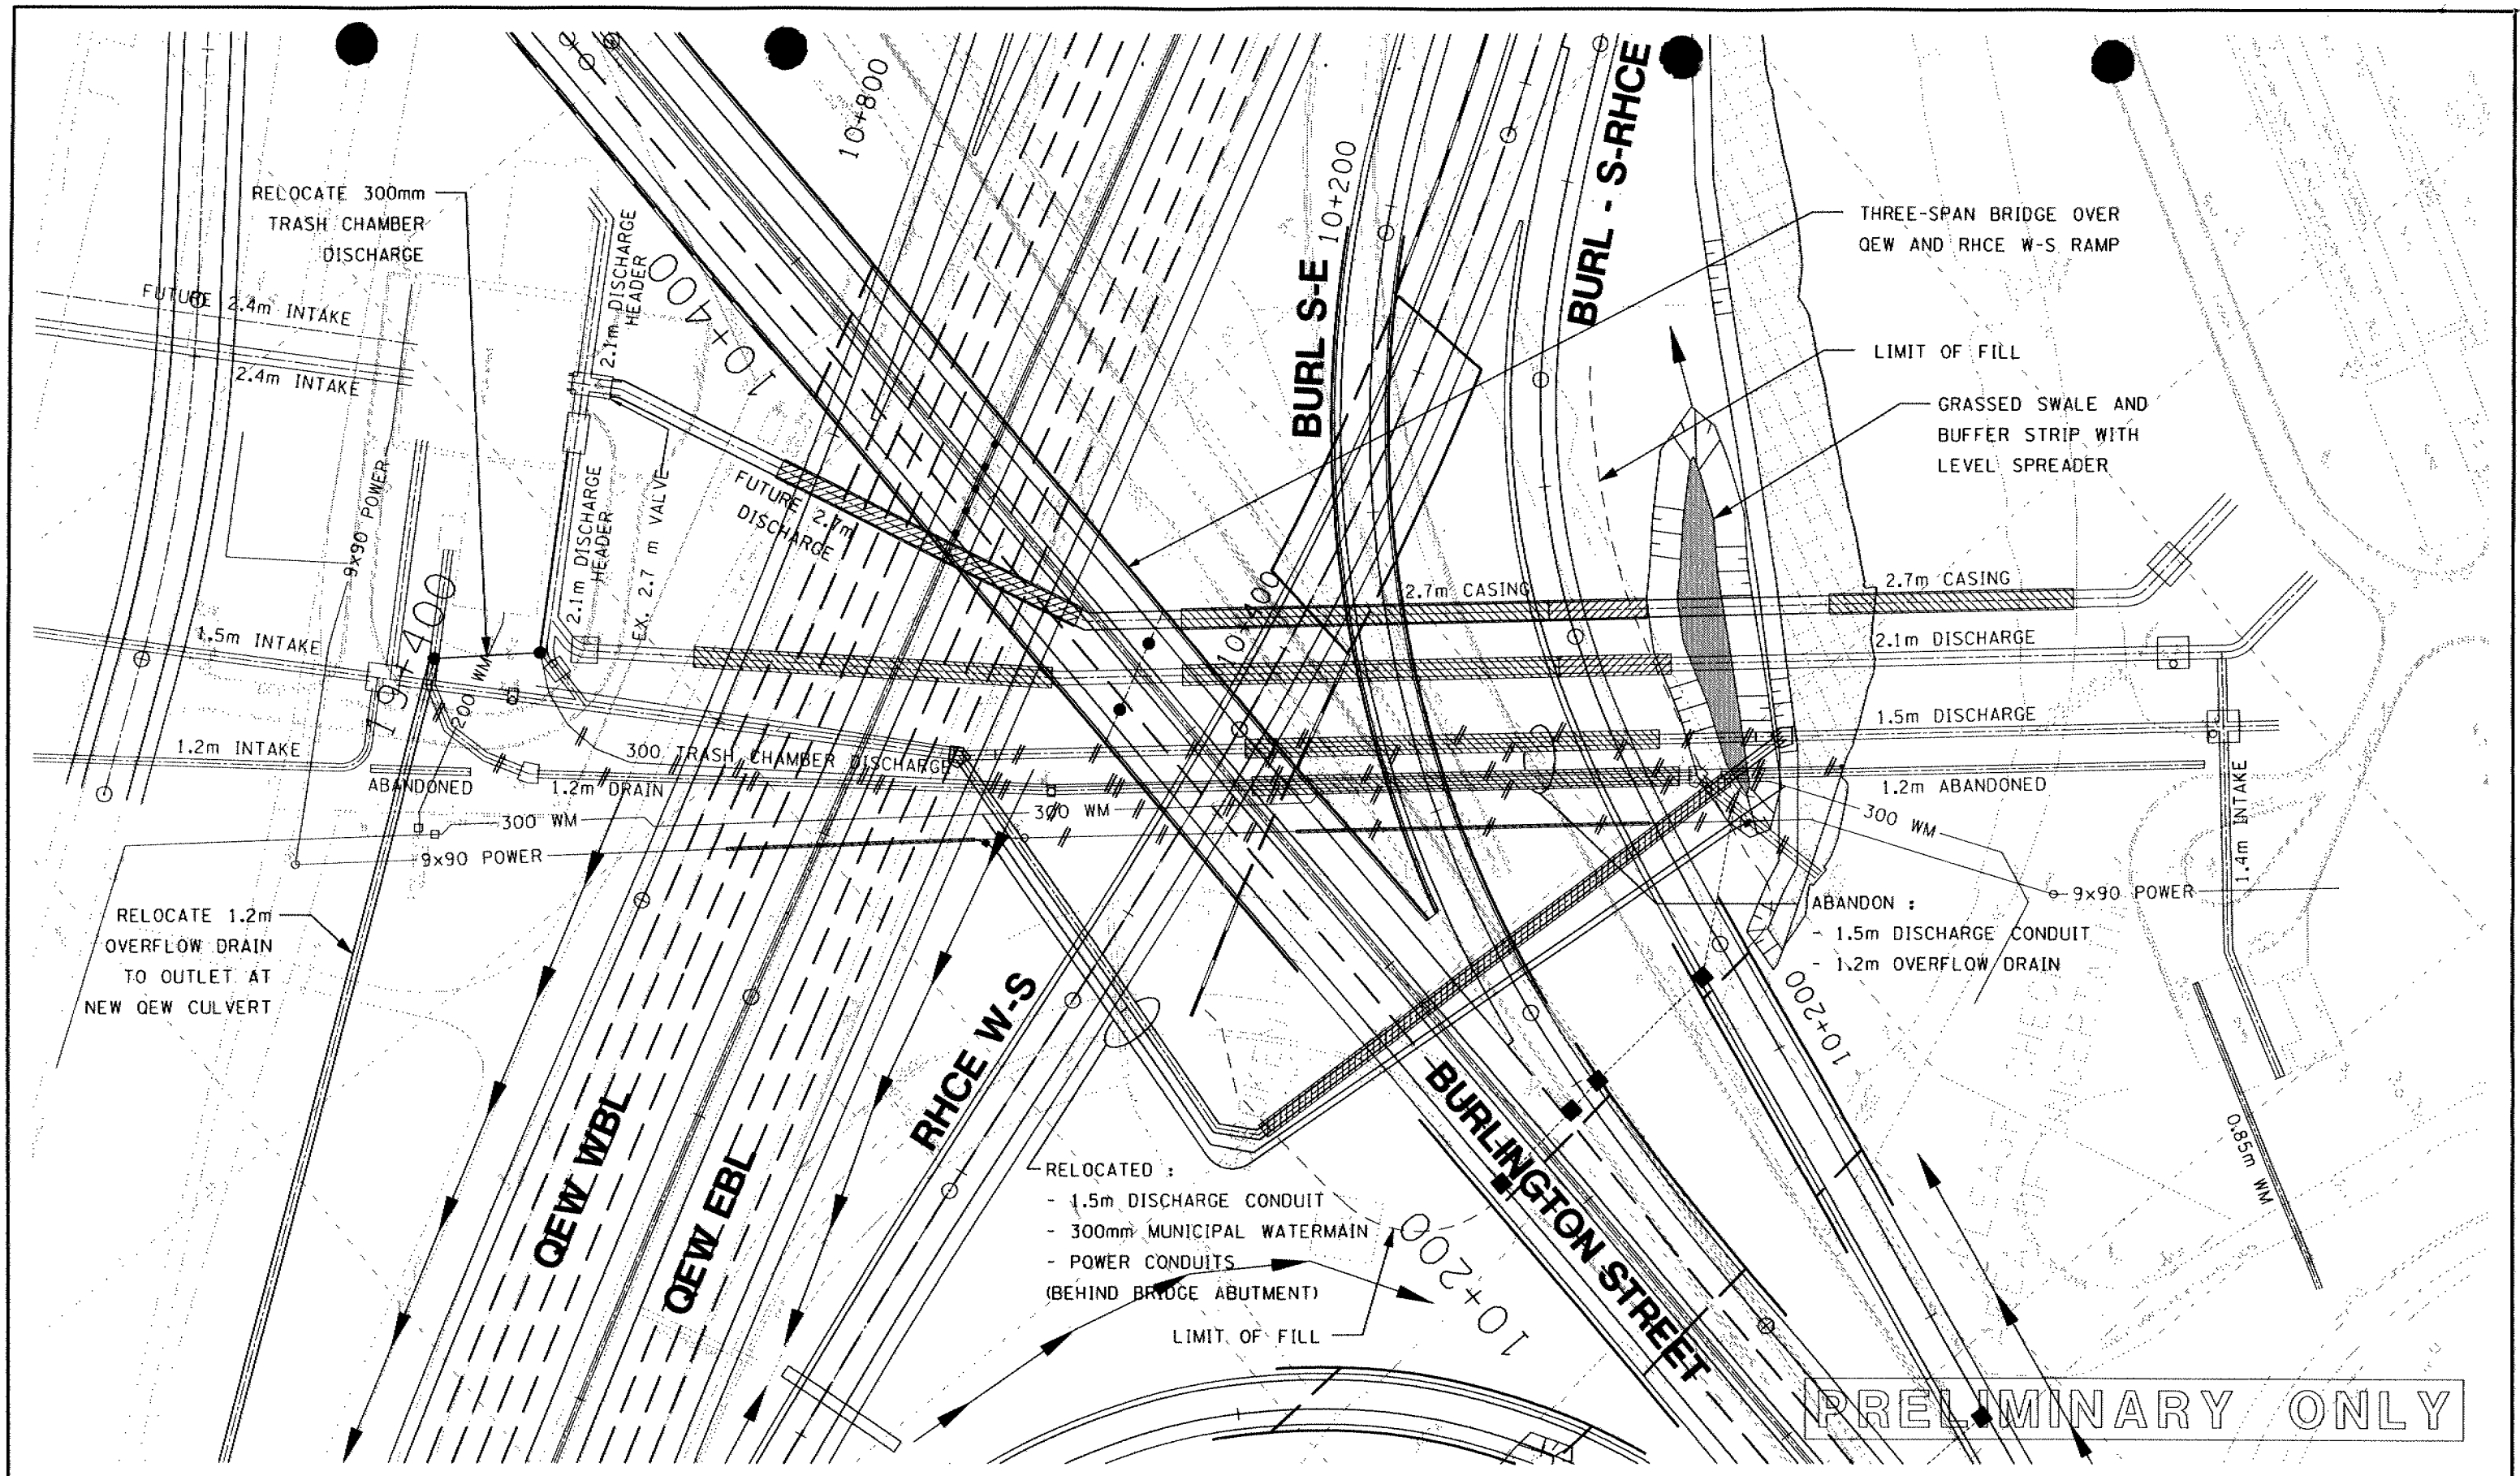 10+800
BURL - S-RHCE
10+200
BURL S-E
RELOCATE 300mm
TRASH CHAMBER
DISCHARGE
THREE-SPAN BRIDGE OVER
QEW AND RHCE W-S RAMP
2.1m DISCHARGE
HEADER
10+400
FUTURE 2.4m INTAKE
2.4m INTAKE
LIMIT OF FILL
GRASSED SWALE AND
BUFFER STRIP WITH
LEVEL SPREADER
9x90 POWER
2.1m DISCHARGE
HEADER
EX. 2.7 m VALVE
FUTURE 2.7m
DISCHARGE
19+400
10+400
2.7m CASING
2.7m CASING
1.5m INTAKE
200 WM
2.1m DISCHARGE
1.5m DISCHARGE
1.2m INTAKE
300 TRASH CHAMBER DISCHARGE
ABANDONED
1.2m DRAIN
1.2m ABANDONED
1.4m INTAKE
300 WM
300 WM
300 WM
9x90 POWER
9x90 POWER
RELOCATE 1.2m
OVERFLOW DRAIN
TO OUTLET AT
NEW QEW CULVERT
ABANDON :
- 1.5m DISCHARGE CONDUIT
- 1.2m OVERFLOW DRAIN
10+200
0.85m WM
QEW WBL
QEW EBL
RHCE W-S
BURLINGTON STREET
RELOCATED :
- 1.5m DISCHARGE CONDUIT
- 300mm MUNICIPAL WATERMAIN
- POWER CONDUITS
(BEHIND BRIDGE ABUTMENT)
LIMIT OF FILL
10+200
PRELIMINARY ONLY